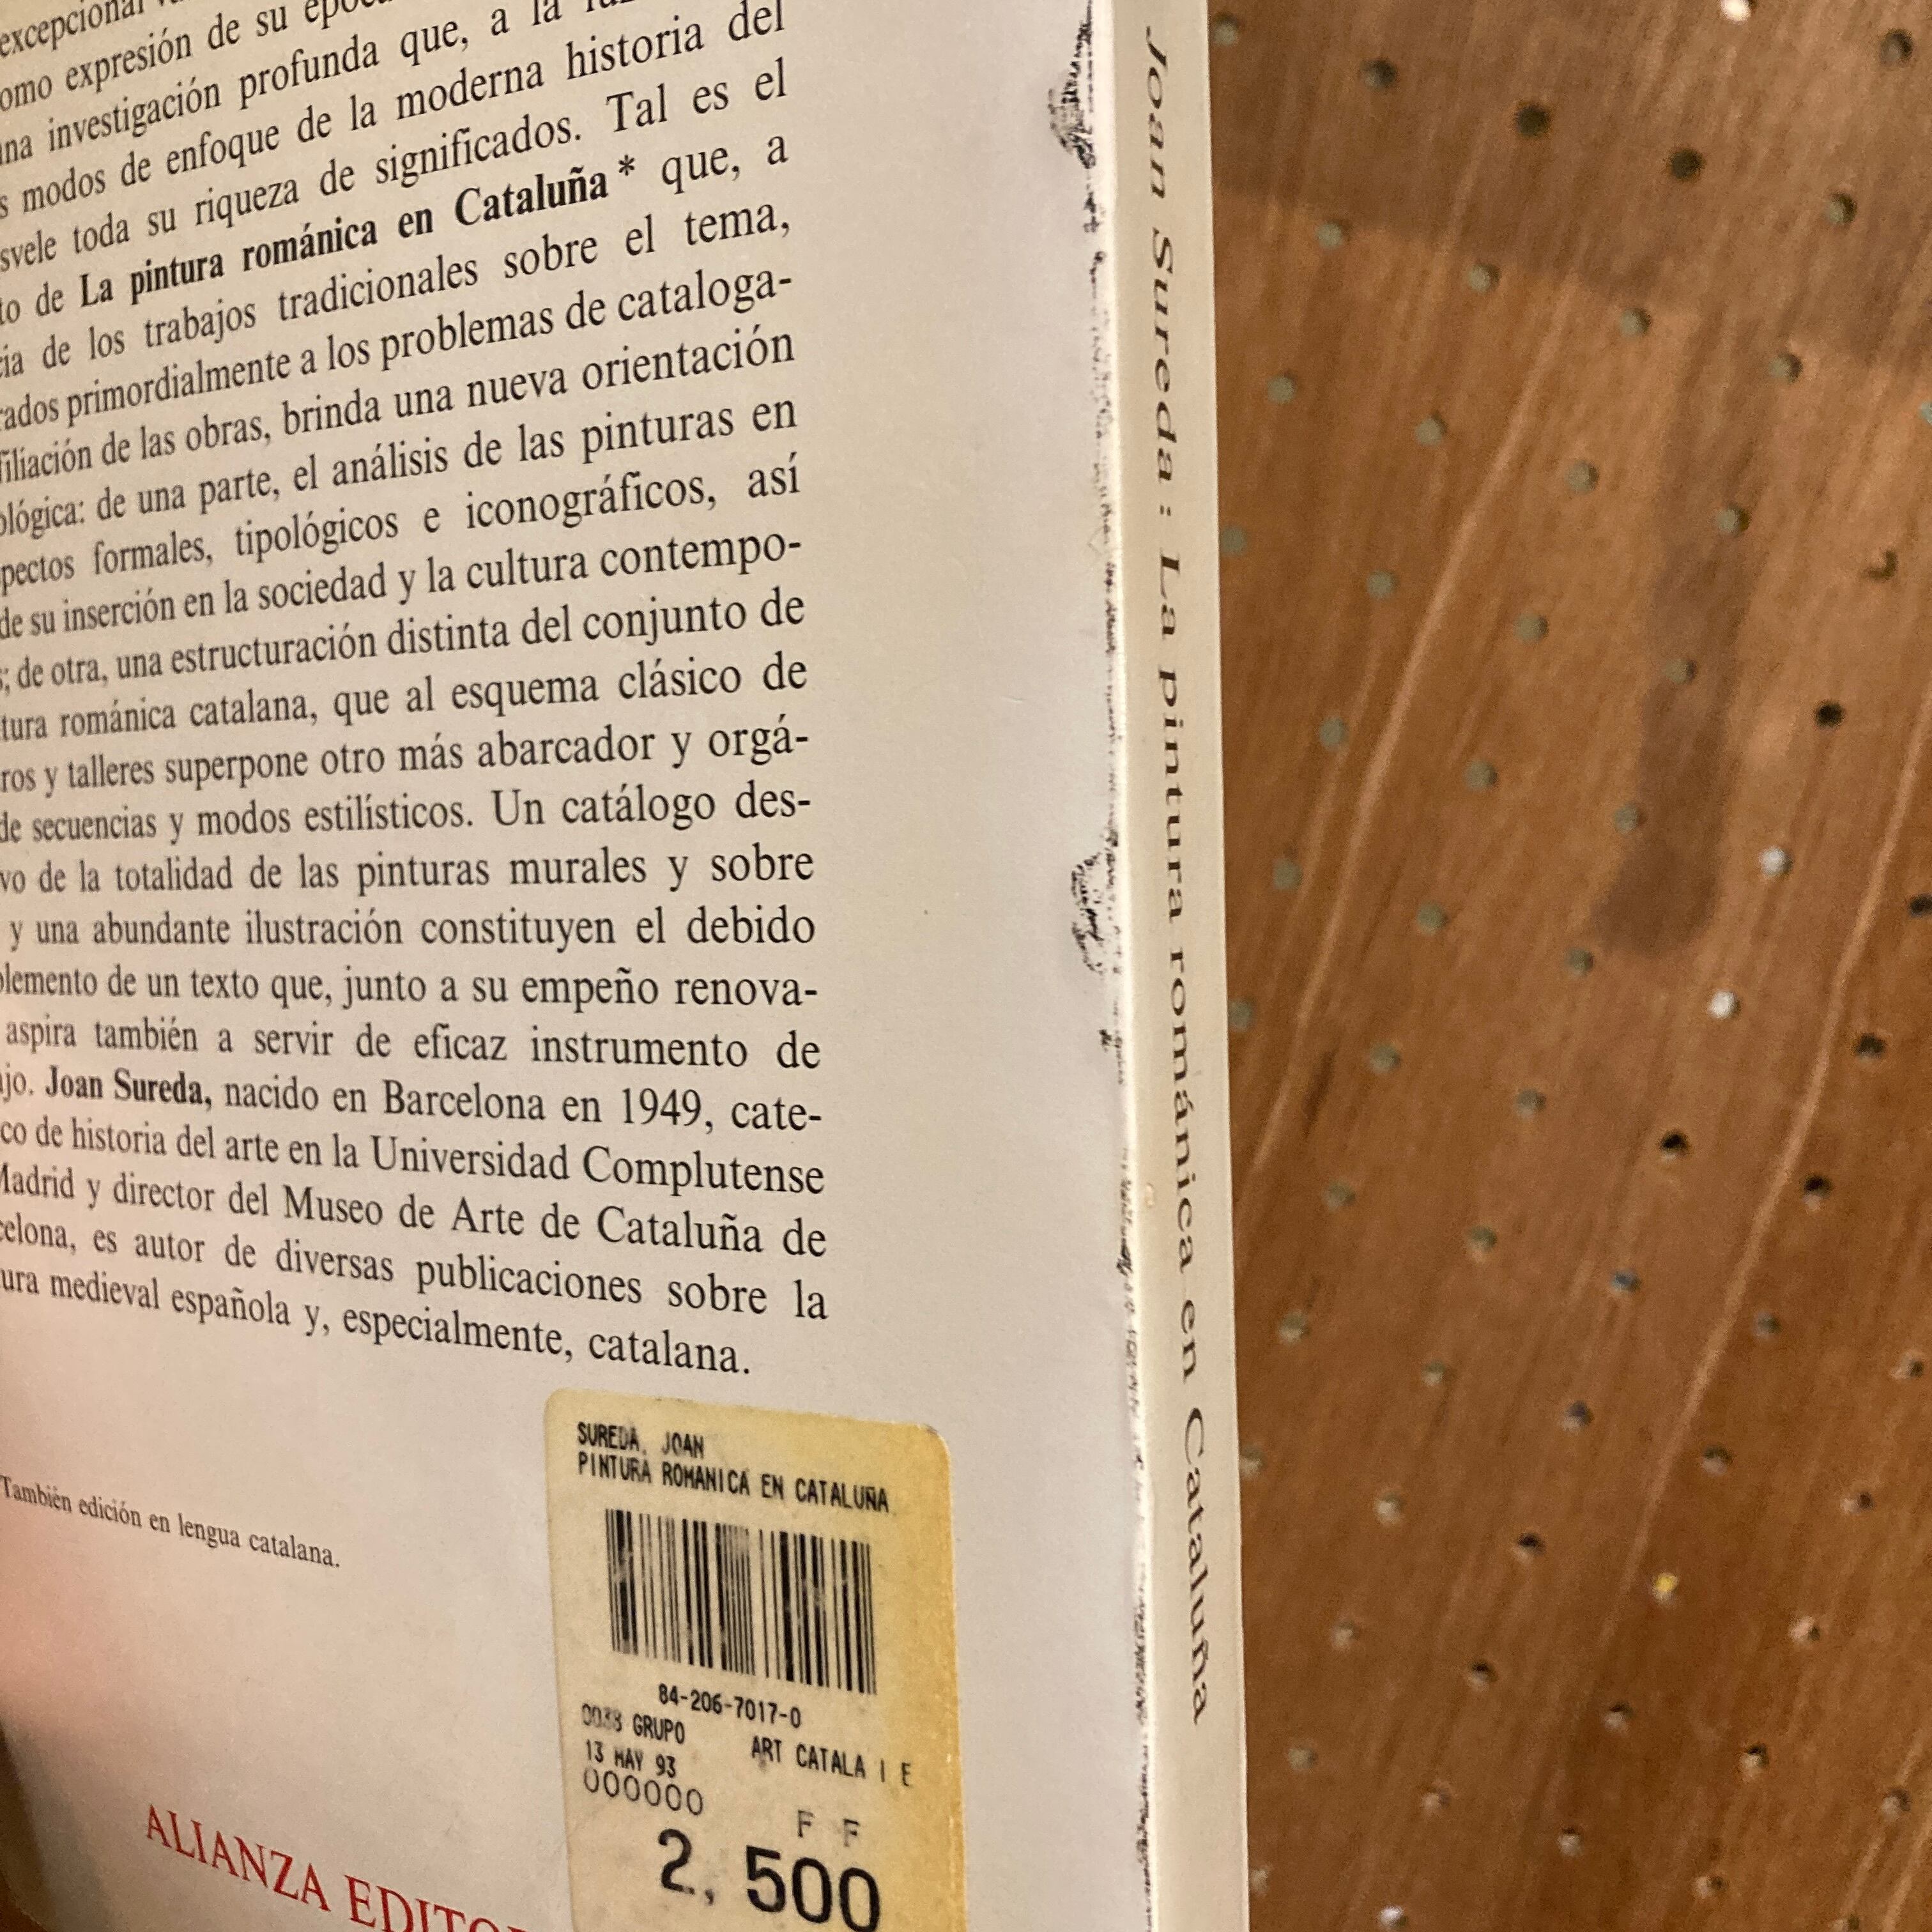 excepcional
omo expresión de su época
una investigación profunda que, a la
s modos de enfoque de la moderna historia del
svele toda su riqueza de significados. Tal es el
to de La pintura románica en Cataluña* que, a
cia de los trabajos tradicionales sobre el tema,
rados primordialmente a los problemas de cataloga-
filiación de las obras, brinda una nueva orientación
ológica: de una parte, el análisis de las pinturas en
pectos formales, tipológicos e iconográficos, así
de su inserción en la sociedad y la cultura contempo-
s; de otra, una estructuración distinta del conjunto de
tura románica catalana, que al esquema clásico de
ros y talleres superpone otro más abarcador y orgá-
de secuencias y modos estilísticos. Un catálogo des-
vo de la totalidad de las pinturas murales y sobre
y una abundante ilustración constituyen el debido
plemento de un texto que, junto a su empeño renova-
aspira también a servir de eficaz instrumento de
ajo. Joan Sureda, nacido en Barcelona en 1949, cate-
co de historia del arte en la Universidad Complutense
Madrid y director del Museo de Arte de Cataluña de
celona, es autor de diversas publicaciones sobre la
ura medieval española y, especialmente, catalana.
También edición en lengua catalana.
SUREDA, JOAN
PINTURA ROMANICA EN CATALUÑA
84-206-7017-0
0038 GRUPO ART CATALA I E
13 MAY 93
000000
F F
2,500
ALIANZA EDITO
Joan Sureda: La pintura románica en Cataluña